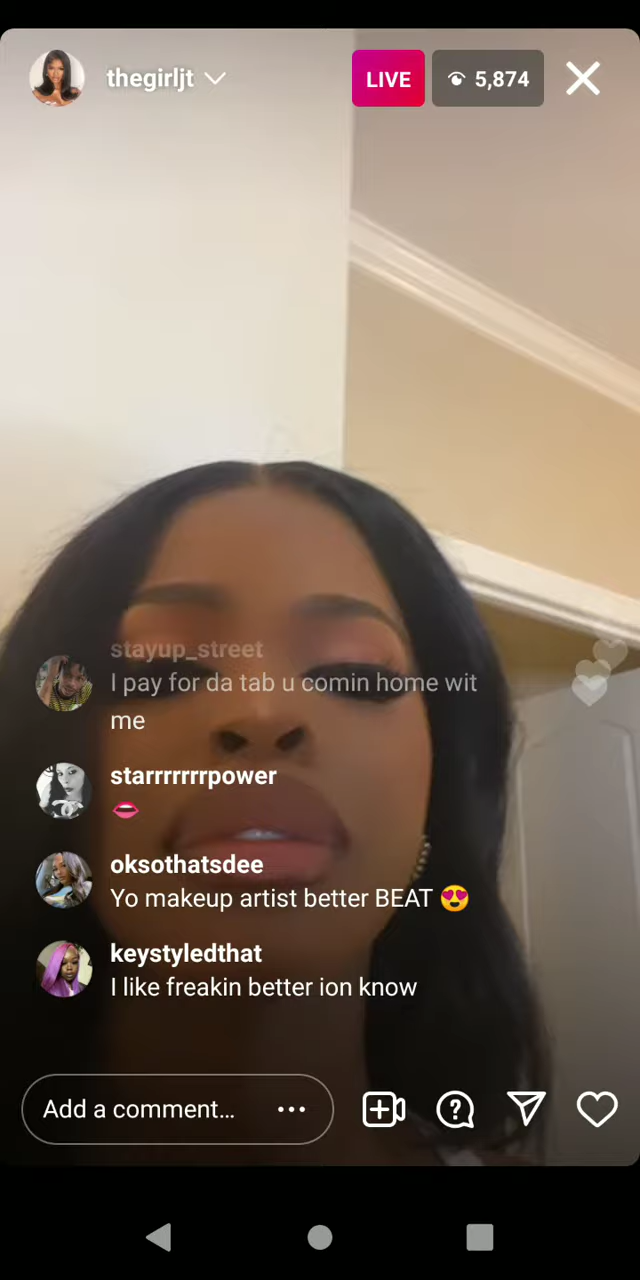 thegirljt
LIVE
5,874
stayup_street
I pay for da tab u comin home wit
me
starrrrrrrpower
👄
oksothatsdee
Yo makeup artist better BEAT 😍
keystyledthat
I like freakin better ion know
Add a comment...